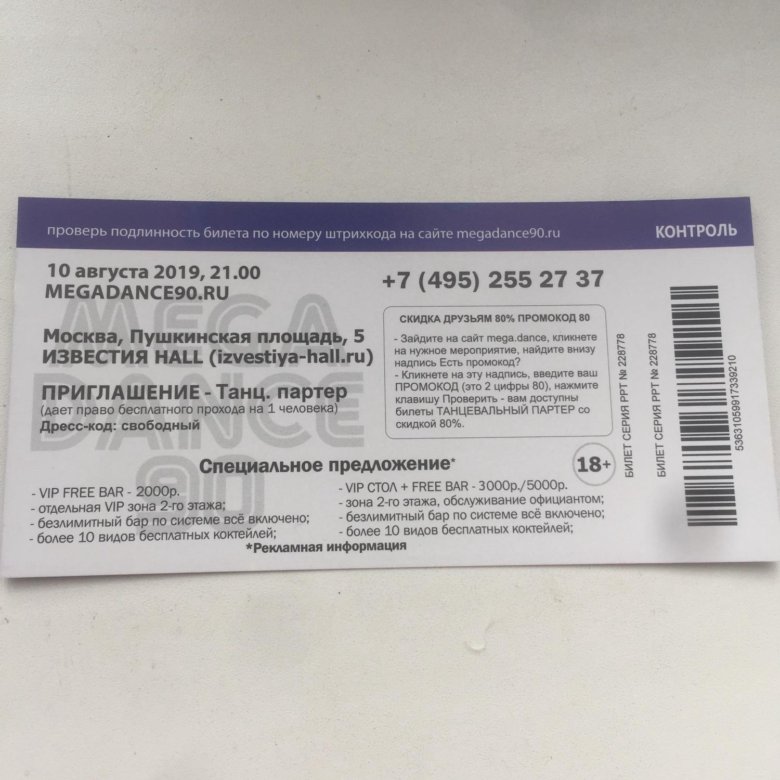 проверь подлинность билета по номеру штрихкода на сайте megadance90.ru
КОНТРОЛЬ
10 августа 2019, 21.00
MEGADANCE90.RU
+7 (495) 255 27 37
MEGA
DANCE
90
Москва, Пушкинская площадь, 5
ИЗВЕСТИЯ HALL (izvestiya-hall.ru)
ПРИГЛАШЕНИЕ - Танц. партер
(дает право бесплатного прохода на 1 человека)
Дресс-код: свободный
СКИДКА ДРУЗЬЯМ 80% ПРОМОКОД 80
- Зайдите на сайт mega.dance, кликнете
на нужное мероприятие, найдите внизу
надпись Есть промокод?
- Кликнете на эту надпись, введите ваш
ПРОМОКОД (это 2 цифры 80), нажмите
клавишу Проверить - вам доступны
билеты ТАНЦЕВАЛЬНЫЙ ПАРТЕР со
скидкой 80%.
Специальное предложение*
18+
- VIP FREE BAR - 2000р.
- отдельная VIP зона 2-го этажа;
- безлимитный бар по системе всё включено;
- более 10 видов бесплатных коктейлей;
- VIP СТОЛ + FREE BAR - 3000р./5000р.
- зона 2-го этажа, обслуживание официантом;
- безлимитный бар по системе всё включено;
- более 10 видов бесплатных коктейлей;
*Рекламная информация
БИЛЕТ СЕРИЯ РРТ № 228778
БИЛЕТ СЕРИЯ РРТ № 228778
53631059917339210